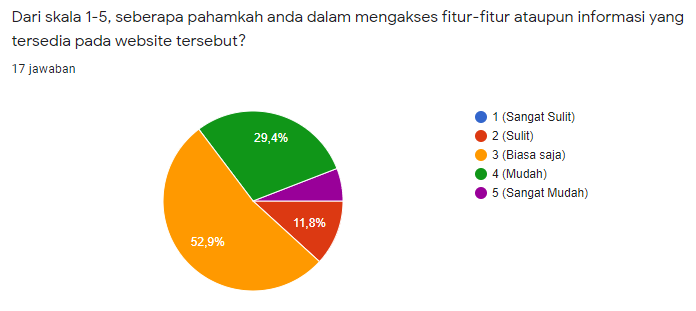 Dari skala 1-5, seberapa pahamkah anda dalam mengakses fitur-fitur ataupun informasi yang
tersedia pada website tersebut?
17 jawaban
29,4%
11,8%
52,9%
1 (Sangat Sulit)
2 (Sulit)
3 (Biasa saja)
4 (Mudah)
5 (Sangat Mudah)